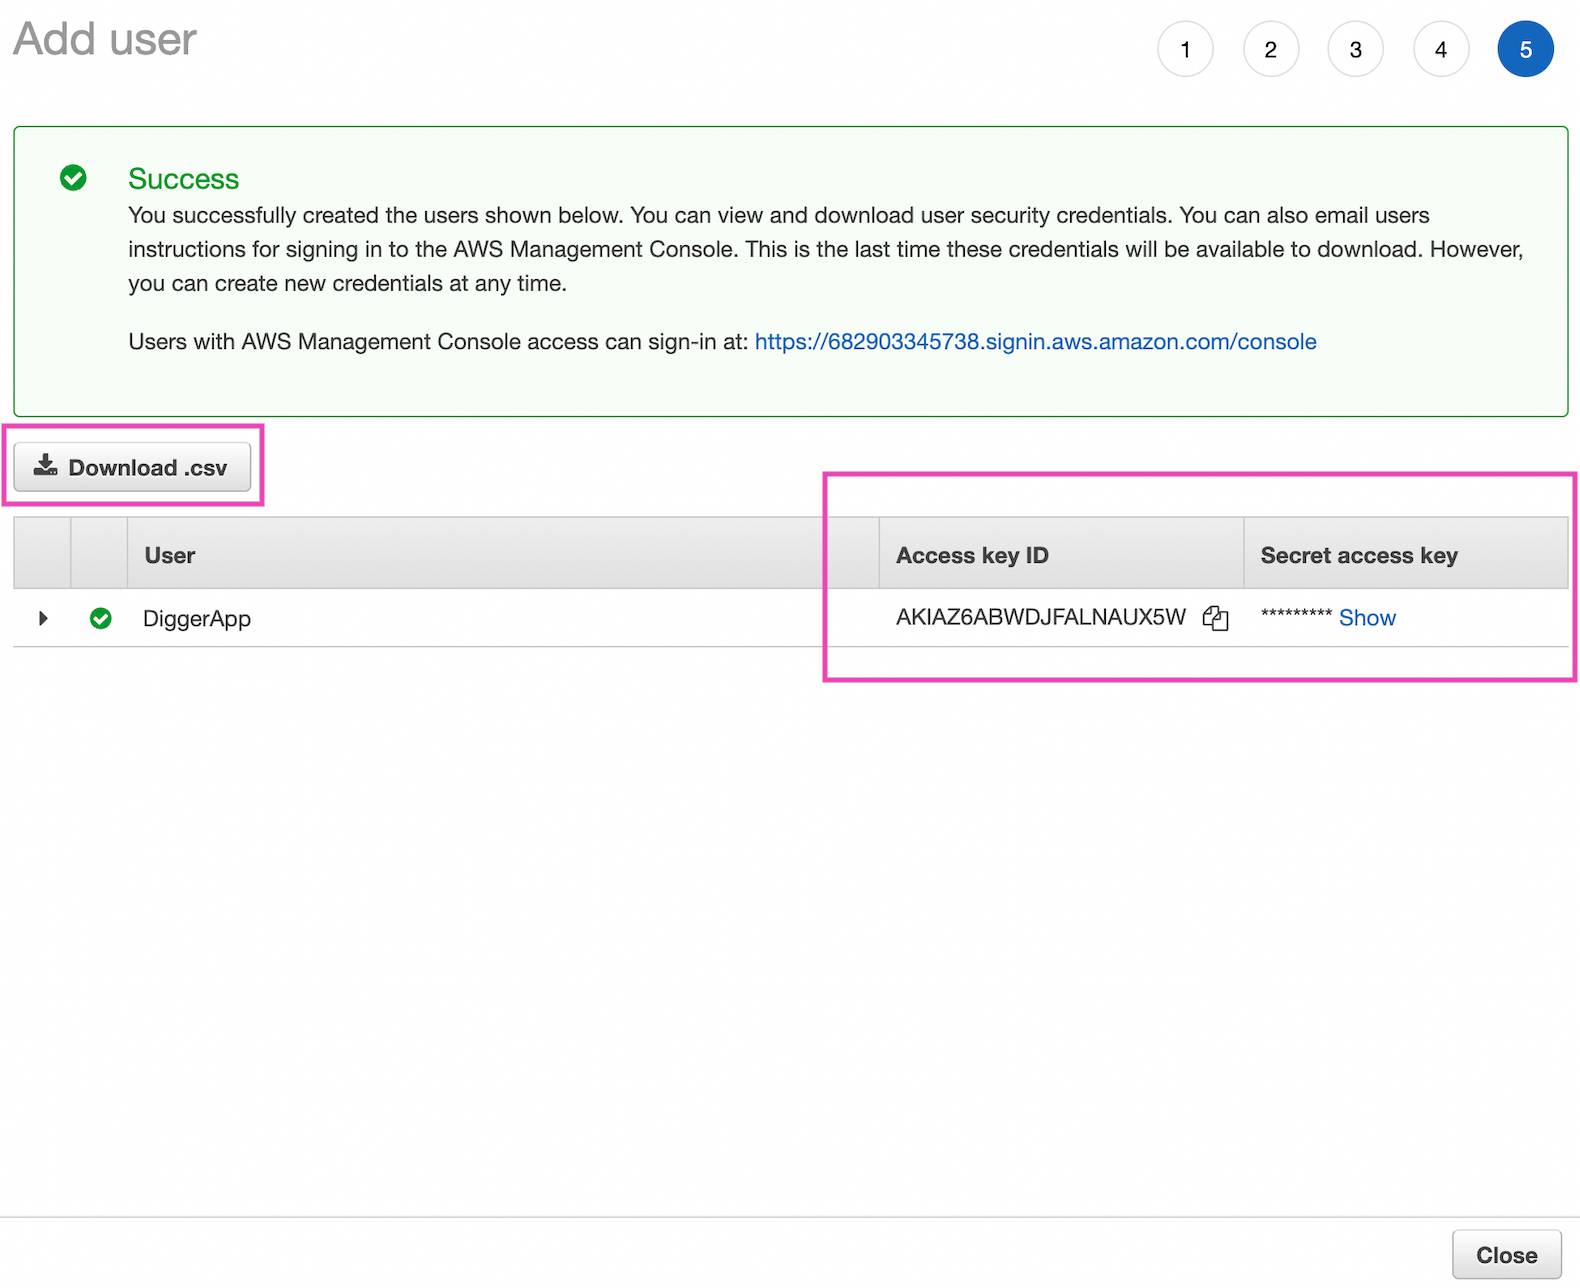 Add user
1 2 3 4 5
Success
You successfully created the users shown below. You can view and download user security credentials. You can also email users
instructions for signing in to the AWS Management Console. This is the last time these credentials will be available to download. However,
you can create new credentials at any time.
Users with AWS Management Console access can sign-in at: https://682903345738.signin.aws.amazon.com/console
Download .csv
User Access key ID Secret access key
DiggerApp AKIAZ6ABWDJFALNAUX5W ********* Show
Close